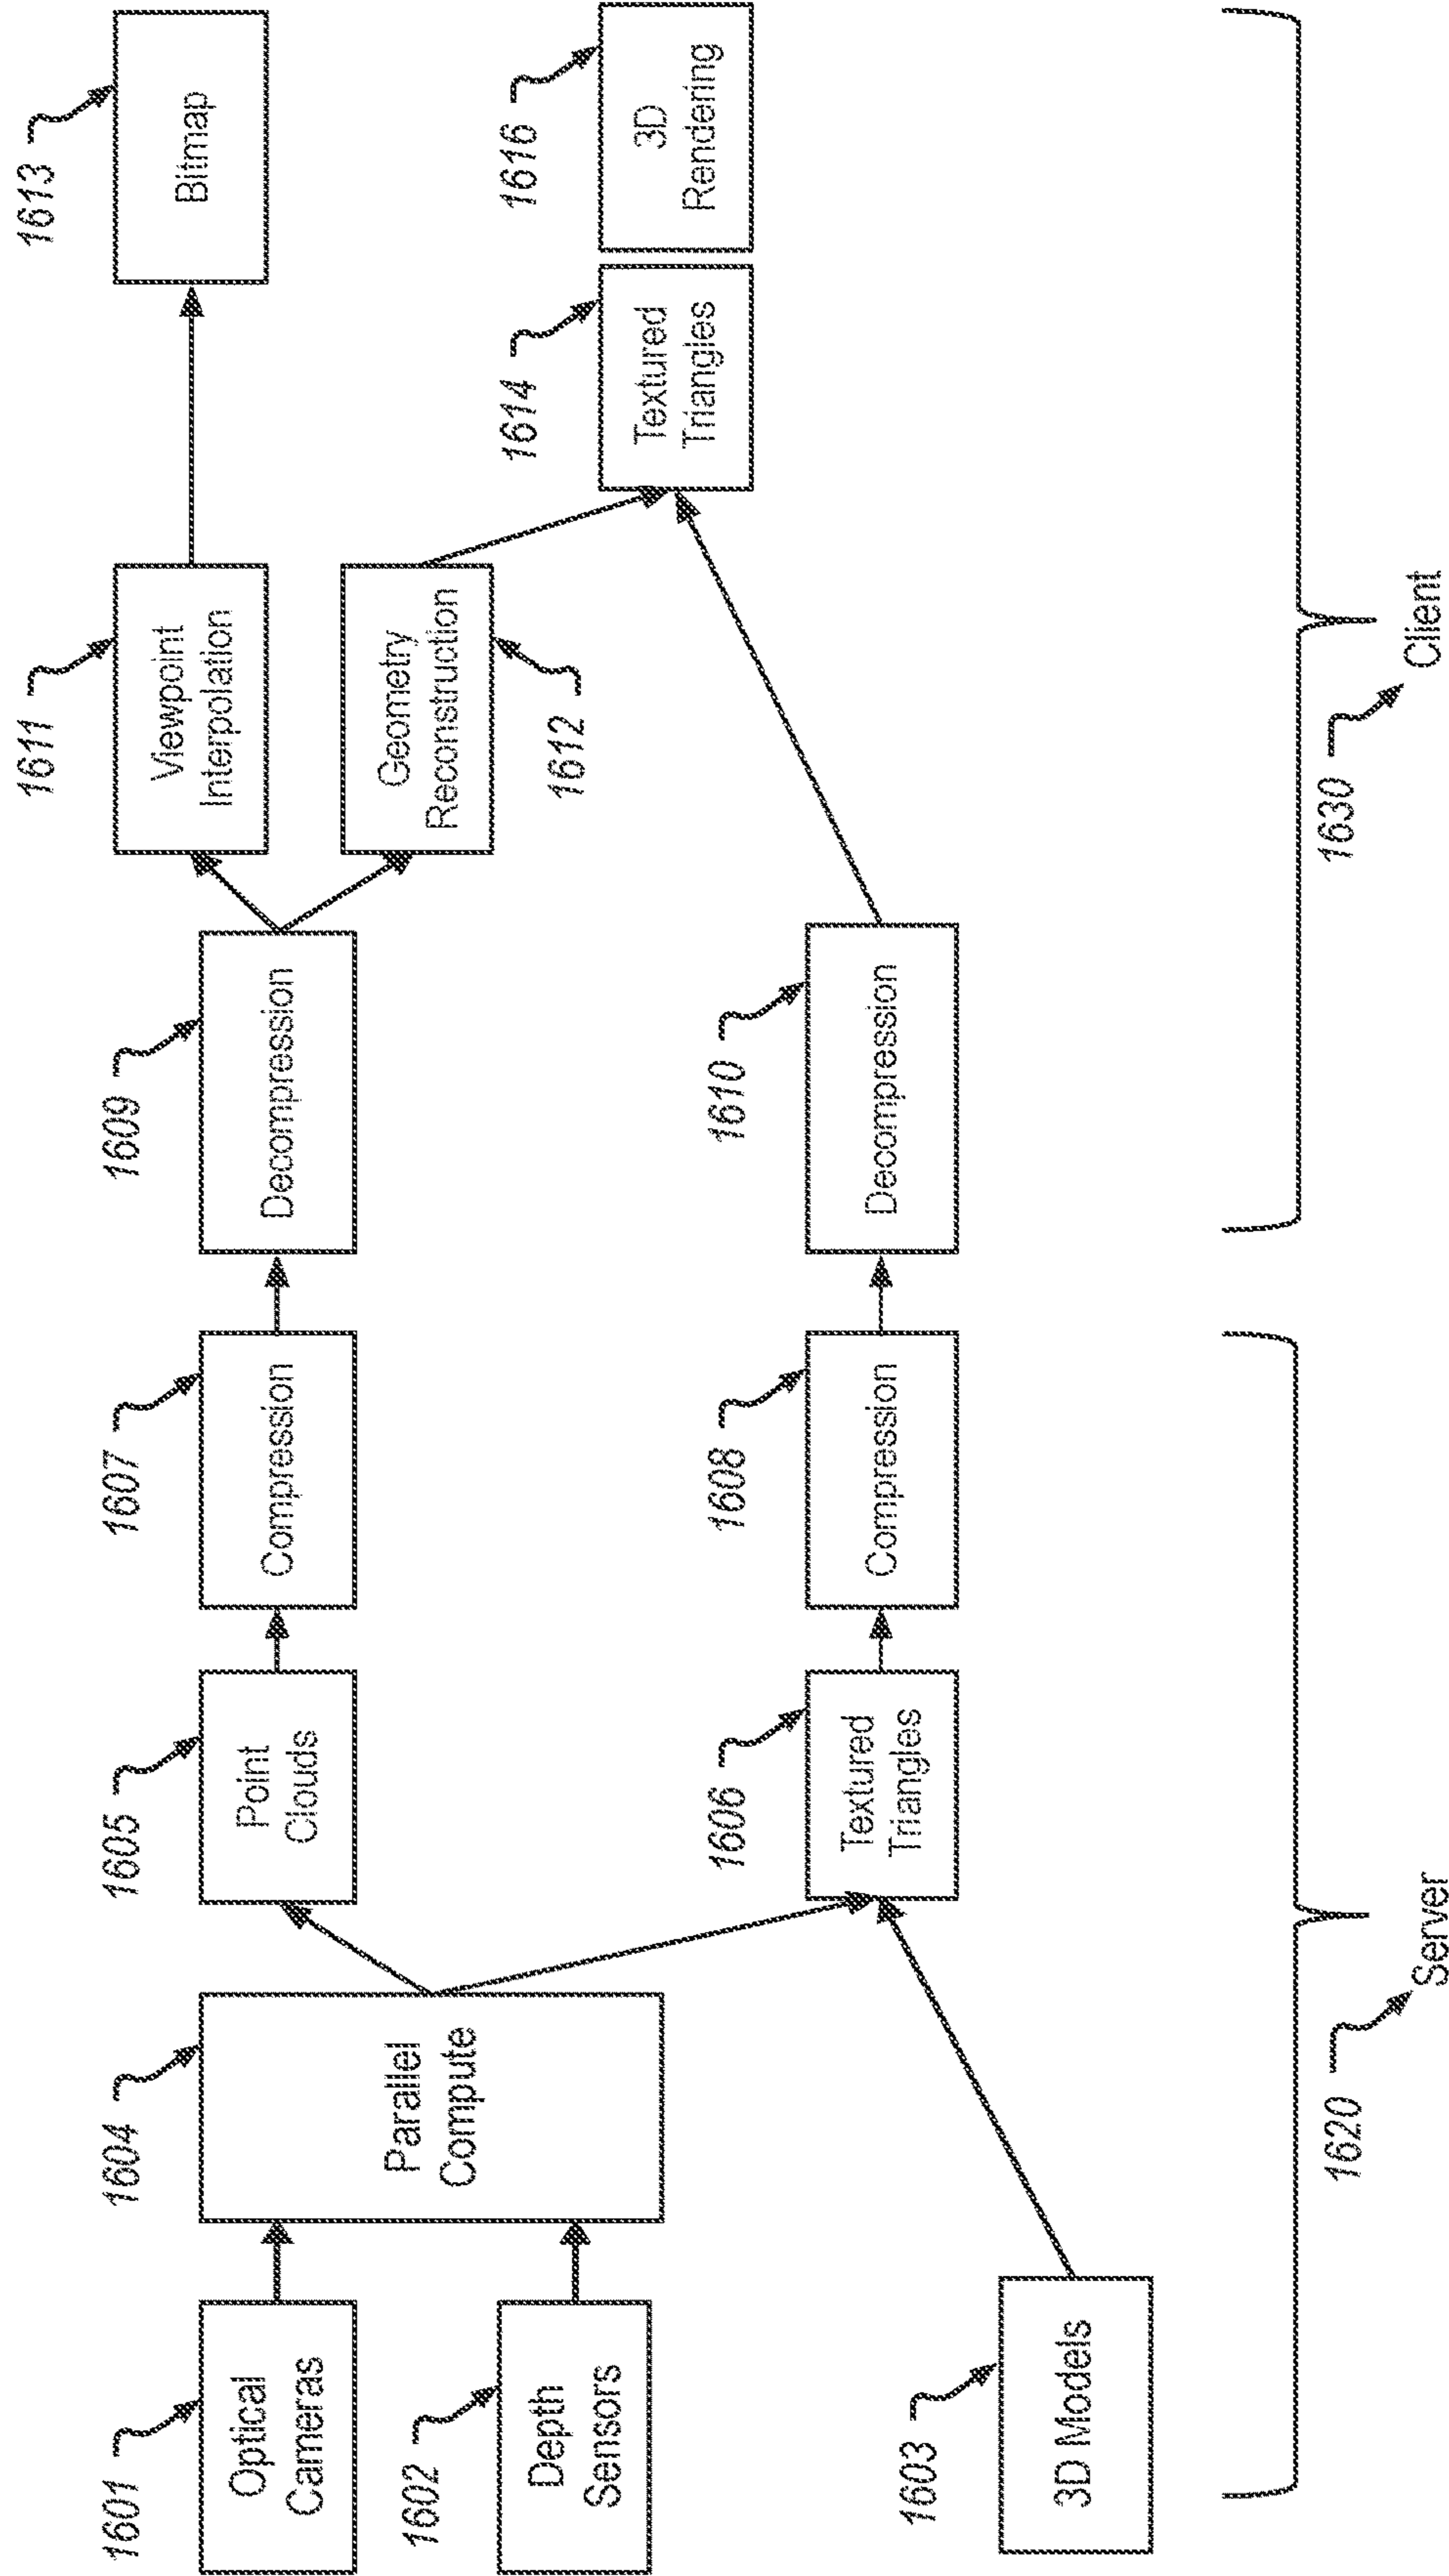 1601
Optical
Cameras
1602
Depth
Sensors
1603
3D Models
1604
Parallel
Compute
1605
Point
Clouds
1606
Textured
Triangles
1607
Compression
1608
Compression
1609
Decompression
1610
Decompression
1611
Viewpoint
Interpolation
Geometry
Reconstruction
1612
1613
Bitmap
1614
Textured
Triangles
1616
3D
Rendering
1620
Server
1630
Client